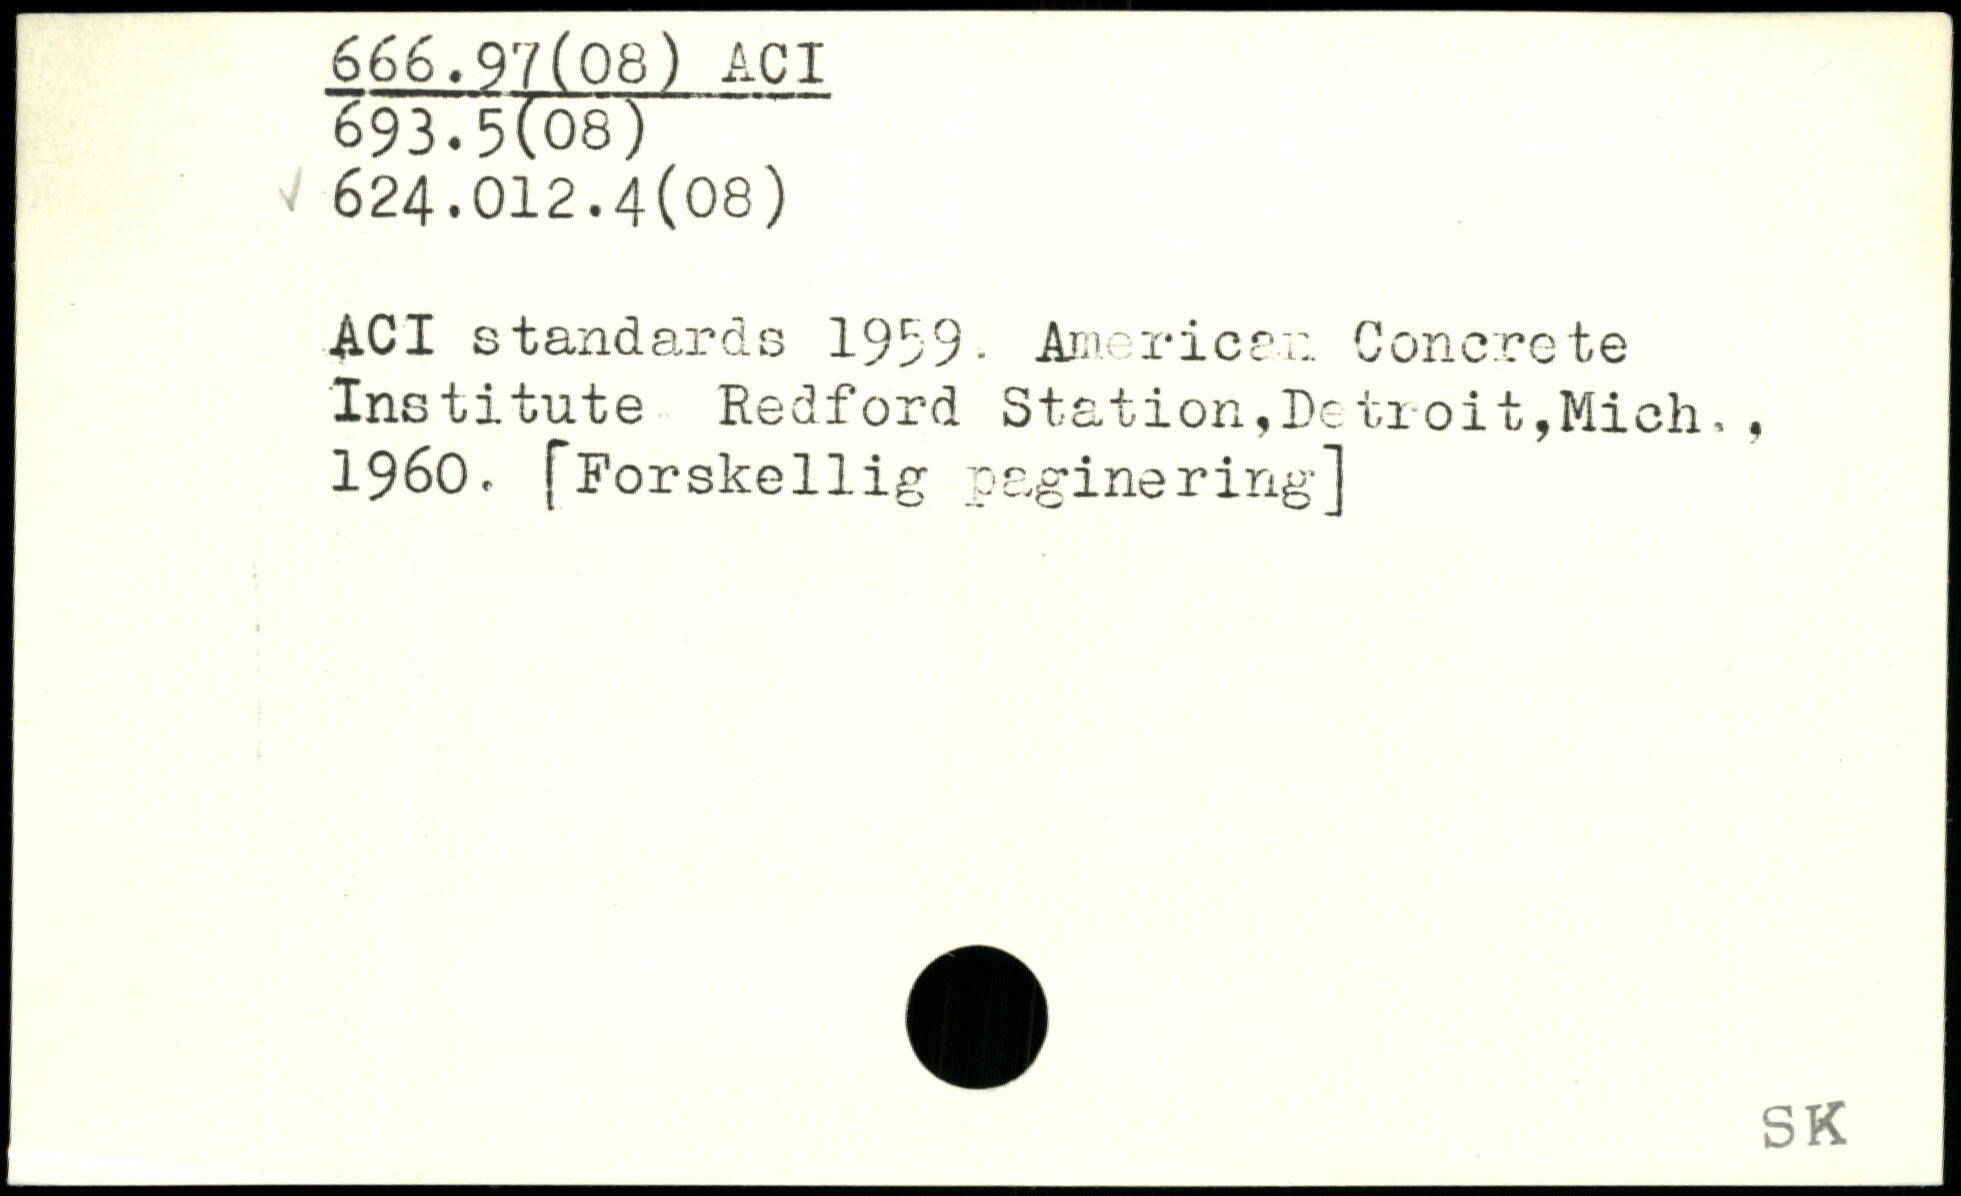 666.97(08) ACI
693.5(08)
✓ 624.012.4(08)
ACI standards 1959. American Concrete
Institute. Redford Station,Detroit,Mich.,
1960. [Forskellig paginering]
SK